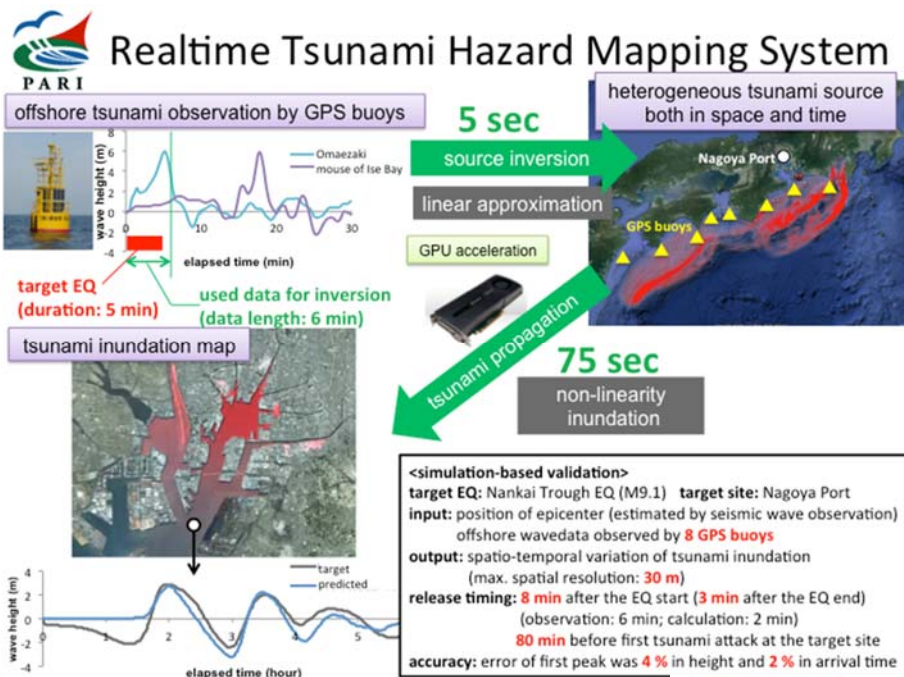 PARI
Realtime Tsunami Hazard Mapping System
offshore tsunami observation by GPS buoys
8
6
4
2
0
-2
-4
wave height (m)
Omaezaki
mouse of Ise Bay
0
10
20
30
elapsed time (min)
target EQ
(duration: 5 min)
used data for inversion
(data length: 6 min)
5 sec
source inversion
linear approximation
GPU acceleration
heterogeneous tsunami source
both in space and time
Nagoya Port
GPS buoys
tsunami propagation
75 sec
non-linearity
inundation
tsunami inundation map
4
2
0
-2
-4
wave height (m)
target
predicted
0
1
2
3
4
5
elapsed time (hour)
<simulation-based validation>
target EQ: Nankai Trough EQ (M9.1) target site: Nagoya Port
input: position of epicenter (estimated by seismic wave observation)
offshore wavedata observed by 8 GPS buoys
output: spatio-temporal variation of tsunami inundation
(max. spatial resolution: 30 m)
release timing: 8 min after the EQ start (3 min after the EQ end)
(observation: 6 min; calculation: 2 min)
80 min before first tsunami attack at the target site
accuracy: error of first peak was 4 % in height and 2 % in arrival time